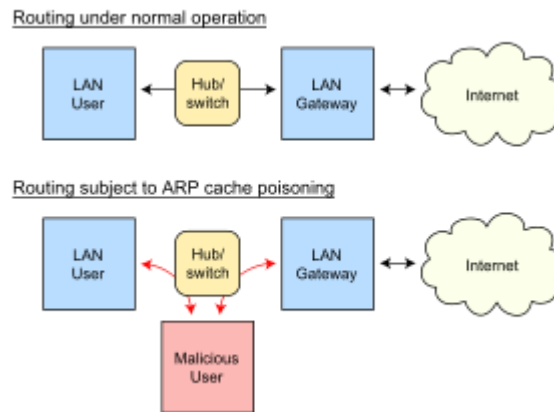 Routing under normal operation
LAN
User
Hub/
switch
LAN
Gateway
Internet
Routing subject to ARP cache poisoning
LAN
User
Hub/
switch
LAN
Gateway
Internet
Malicious
User